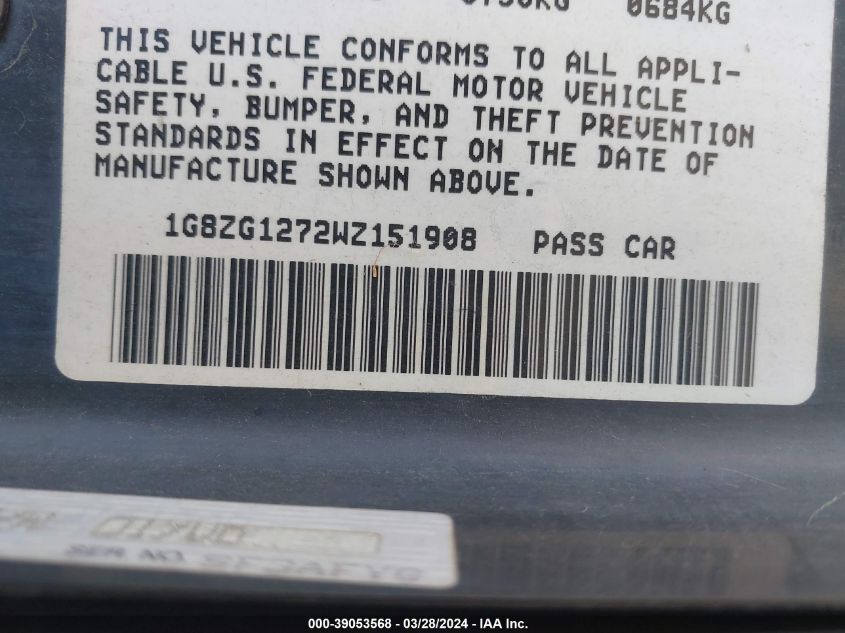 0684KG
THIS VEHICLE CONFORMS TO ALL APPLI-
CABLE U.S. FEDERAL MOTOR VEHICLE
SAFETY, BUMPER, AND THEFT PREVENTION
STANDARDS IN EFFECT ON THE DATE OF
MANUFACTURE SHOWN ABOVE.
1G8ZG1272WZ151908 PASS CAR
000-39053568 / 03/28/2024 - IAA Inc.